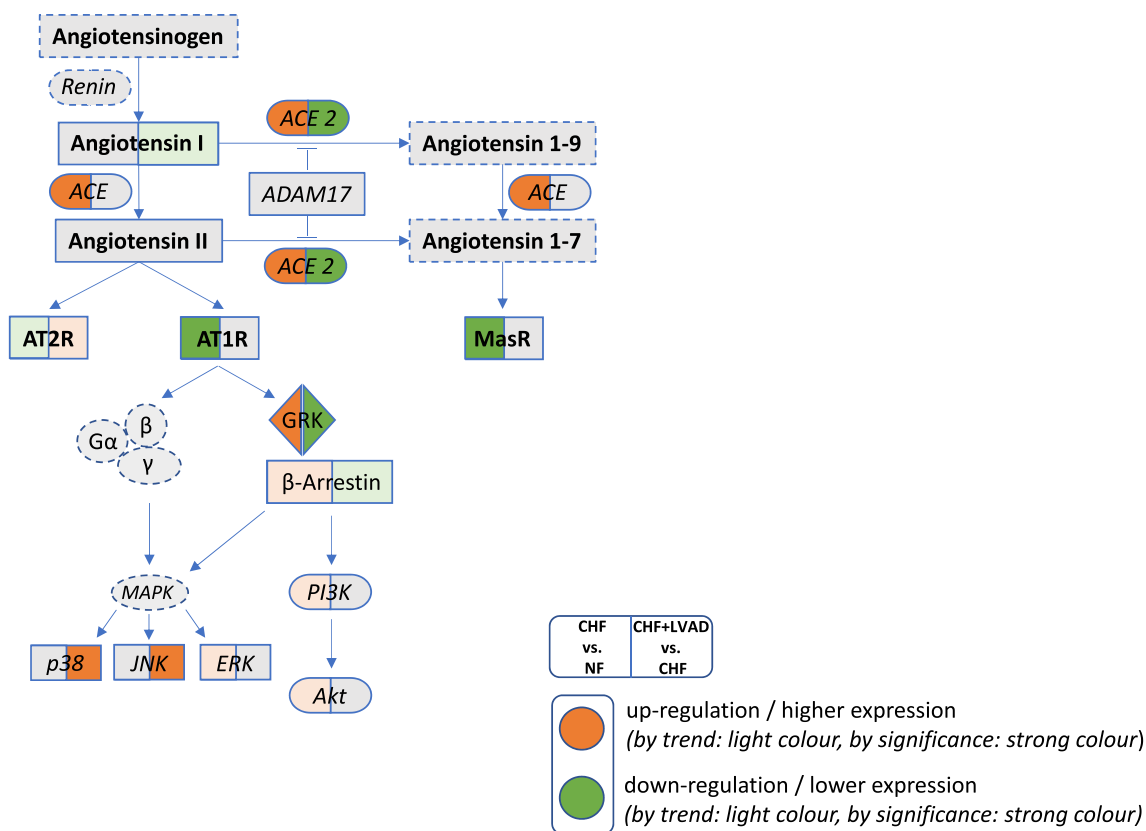 Angiotensinogen
Renin
ACE 2
Angiotensin I
Angiotensin 1-9
ACE
ADAM17
ACE
Angiotensin II
Angiotensin 1-7
ACE 2
AT2R
AT1R
MasR
β
GRK
Gα
γ
β-Arrestin
MAPK
PI3K
p38
JNK
ERK
Akt
CHF
vs.
NF
CHF+LVAD
vs.
CHF
up-regulation / higher expression
(by trend: light colour, by significance: strong colour)
down-regulation / lower expression
(by trend: light colour, by significance: strong colour)